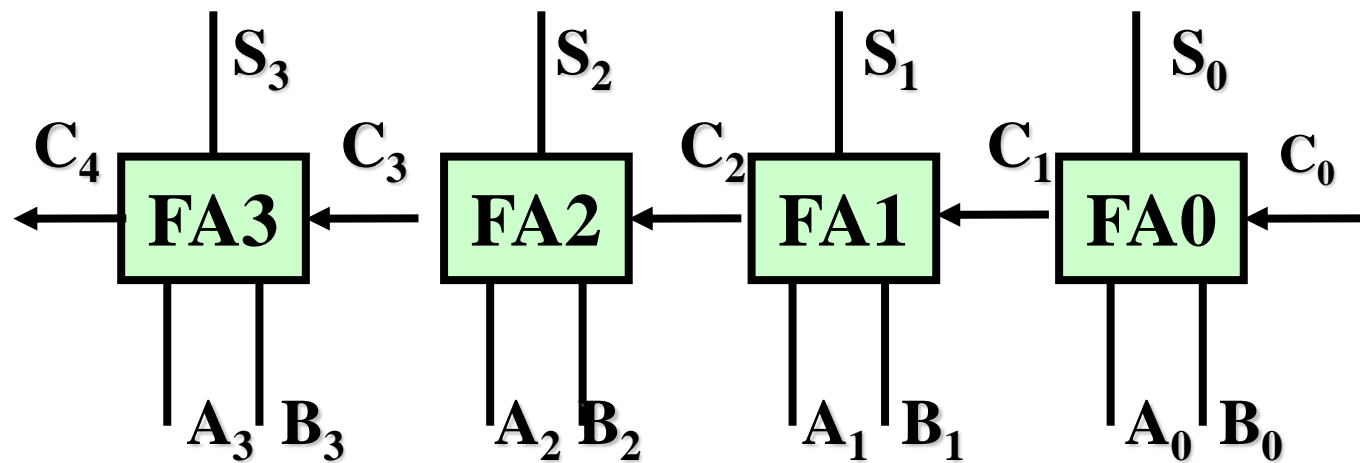 S₃ S₂ S₁ S₀
C₄ C₃ C₂ C₁ C₀
FA3 FA2 FA1 FA0
A₃ B₃ A₂ B₂ A₁ B₁ A₀ B₀